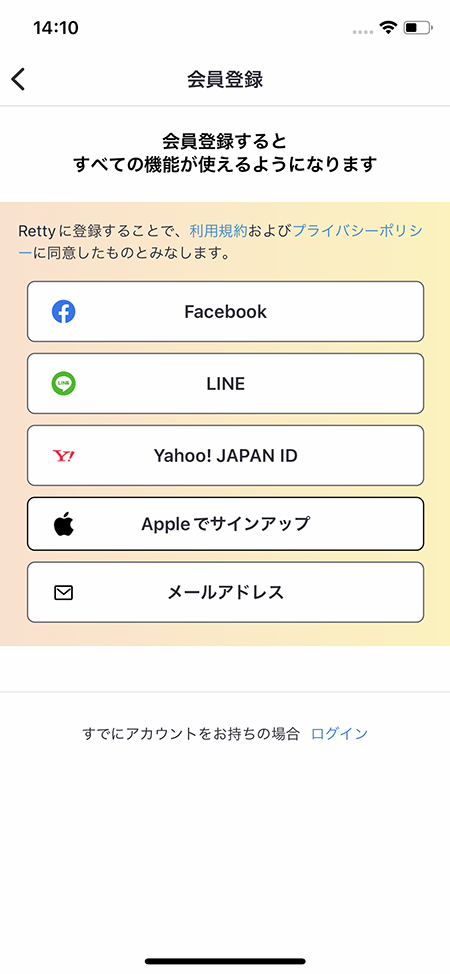 14:10
会員登録
会員登録すると
すべての機能が使えるようになります
Rettyに登録することで、利用規約およびプライバシーポリシ
ーに同意したものとみなします。
Facebook
LINE
LINE
Y!
Yahoo! JAPAN ID
Appleでサインアップ
メールアドレス
すでにアカウントをお持ちの場合 ログイン